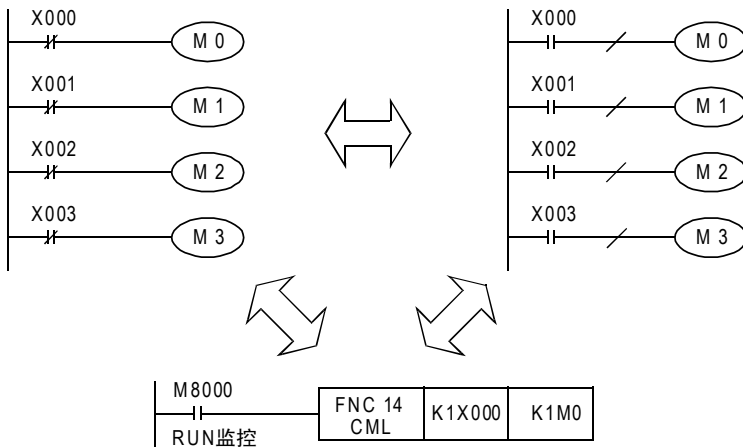 X000
M 0
X001
M 1
X002
M 2
X003
M 3
X000
M 0
X001
M 1
X002
M 2
X003
M 3
M8000
RUN监控
FNC 14
CML
K1X000
K1M0